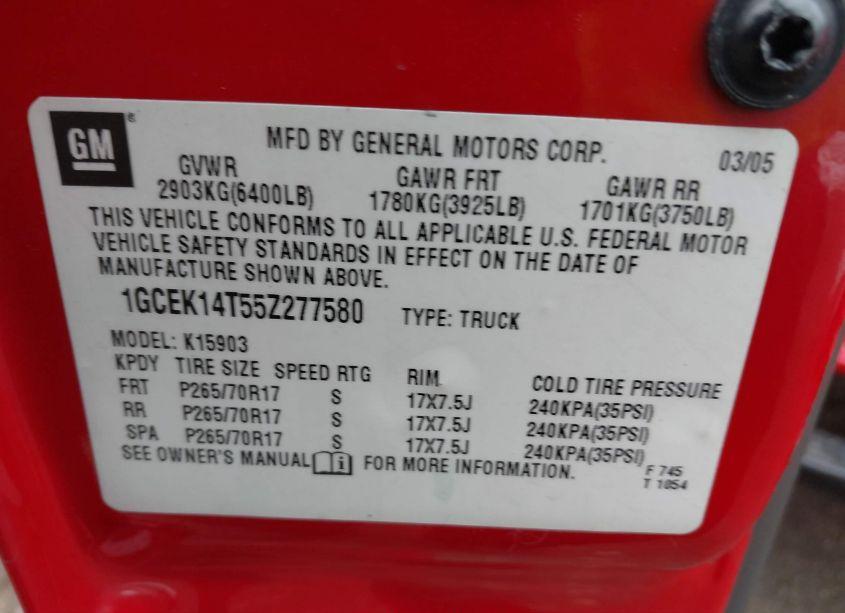 GM®
MFD BY GENERAL MOTORS CORP. 03/05
GVWR GAWR FRT GAWR RR
2903KG(6400LB) 1780KG(3925LB) 1701KG(3750LB)
THIS VEHICLE CONFORMS TO ALL APPLICABLE U.S. FEDERAL MOTOR
VEHICLE SAFETY STANDARDS IN EFFECT ON THE DATE OF
MANUFACTURE SHOWN ABOVE.
1GCEK14T55Z277580 TYPE: TRUCK
MODEL: K15903
KPDY TIRE SIZE SPEED RTG RIM COLD TIRE PRESSURE
FRT P265/70R17 S 17X7.5J 240KPA(35PSI)
RR P265/70R17 S 17X7.5J 240KPA(35PSI)
SPA P265/70R17 S 17X7.5J 240KPA(35PSI)
SEE OWNER'S MANUAL i FOR MORE INFORMATION.
F 745
T 1054